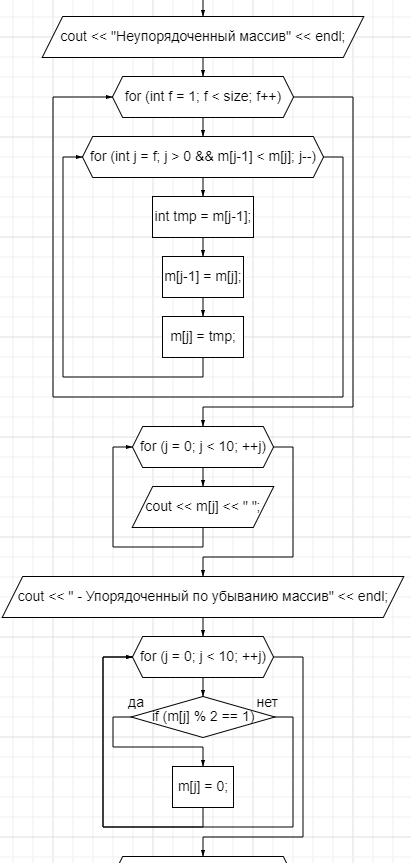 cout << "Неупорядоченный массив" << endl;
for (int f = 1; f < size; f++)
for (int j = f; j > 0 && m[j-1] < m[j]; j--)
int tmp = m[j-1];
m[j-1] = m[j];
m[j] = tmp;
for (j = 0; j < 10; ++j)
cout << m[j] << " ";
cout << " - Упорядоченный по убыванию массив" << endl;
for (j = 0; j < 10; ++j)
да
нет
if (m[j] % 2 == 1)
m[j] = 0;